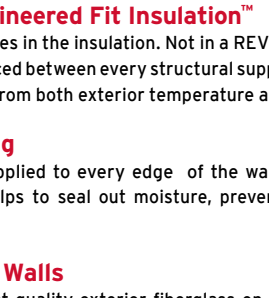 ineered Fit Insulation™
es in the insulation. Not in a REV
ced between every structural supp
rom both exterior temperature a
g
pplied to every edge of the wa
lps to seal out moisture, preven
Walls
t quality exterior fiberglass on